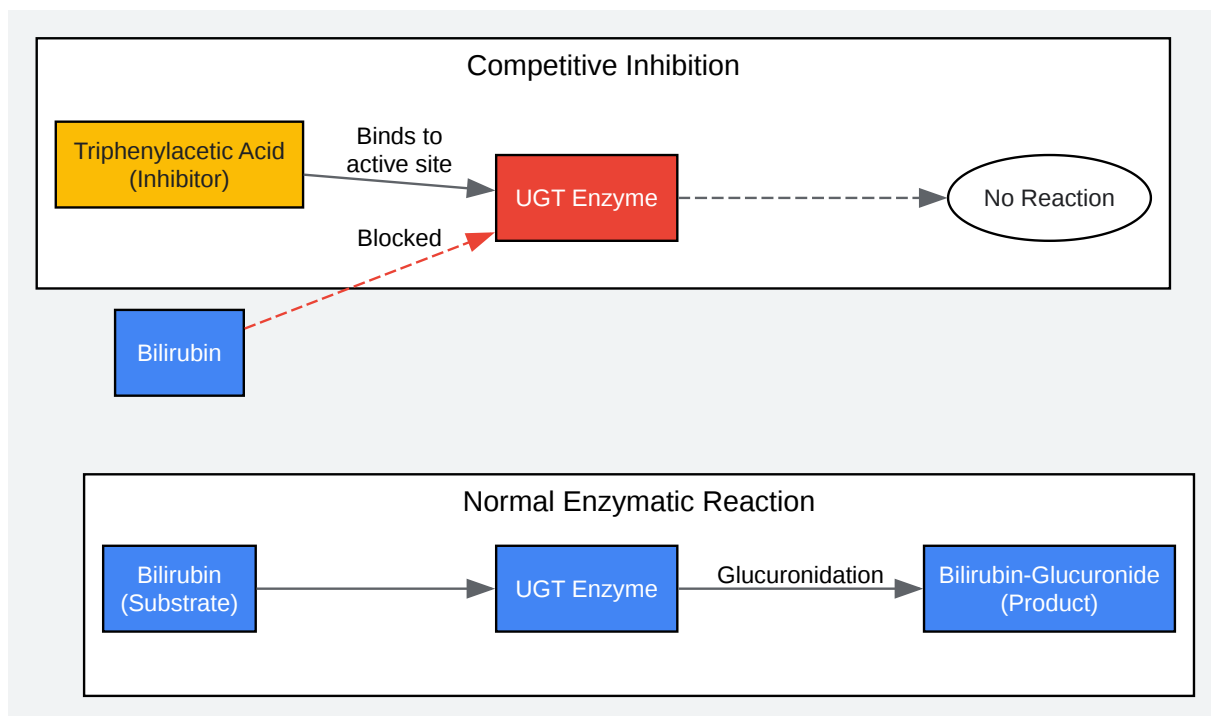 Competitive Inhibition
Triphenylacetic Acid
(Inhibitor)
Binds to
active site
UGT Enzyme
No Reaction
Blocked
Bilirubin
Normal Enzymatic Reaction
Bilirubin
(Substrate)
UGT Enzyme
Glucuronidation
Bilirubin-Glucuronide
(Product)